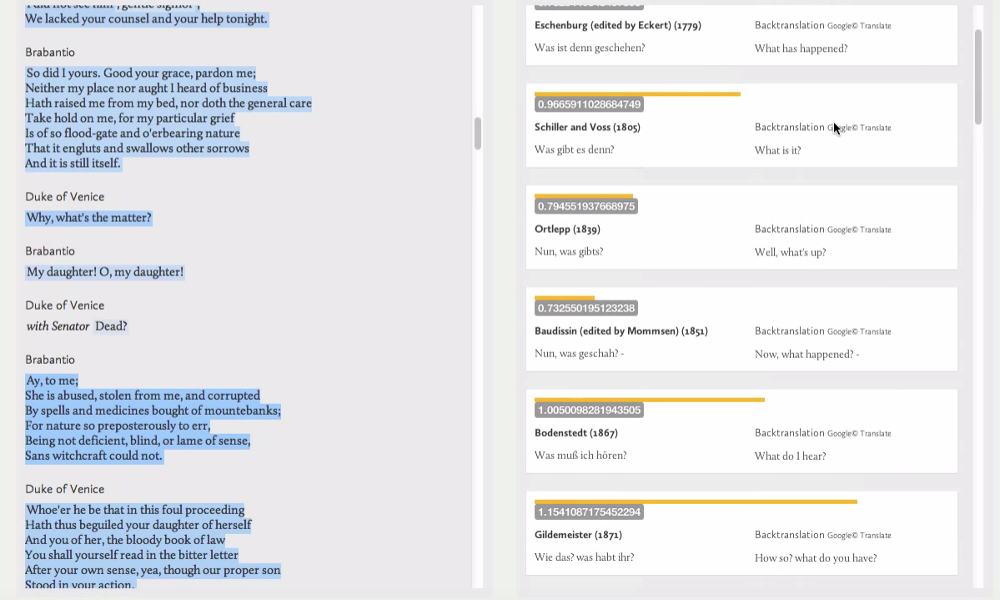 We lacked your counsel and your help tonight.
Brabantio
So did I yours. Good your grace, pardon me;
Neither my place nor aught I heard of business
Hath raised me from my bed, nor doth the general care
Take hold on me, for my particular grief
Is of so flood-gate and o'erbearing nature
That it engluts and swallows other sorrows
And it is still itself.
Duke of Venice
Why, what's the matter?
Brabantio
My daughter! O, my daughter!
Duke of Venice
with Senator Dead?
Brabantio
Ay, to me;
She is abused, stolen from me, and corrupted
By spells and medicines bought of mountebanks;
For nature so preposterously to err,
Being not deficient, blind, or lame of sense,
Sans witchcraft could not.
Duke of Venice
Whoe'er he be that in this foul proceeding
Hath thus beguiled your daughter of herself
And you of her, the bloody book of law
You shall yourself read in the bitter letter
After your own sense, yea, though our proper son
Stood in your action.
Eschenburg (edited by Eckert) (1779)
Backtranslation Google© Translate
Was ist denn geschehen?
What has happened?
0.9665911028684749
Schiller and Voss (1805)
Backtranslation Google© Translate
Was gibt es denn?
What is it?
0.794551937668975
Ortlepp (1839)
Backtranslation Google© Translate
Nun, was gibts?
Well, what's up?
0.732550195123238
Baudissin (edited by Mommsen) (1851)
Backtranslation Google© Translate
Nun, was geschah? -
Now, what happened? -
1.0050098281943505
Bodenstedt (1867)
Backtranslation Google© Translate
Was muß ich hören?
What do I hear?
1.1541087175452294
Gildemeister (1871)
Backtranslation Google© Translate
Wie das? was habt ihr?
How so? what do you have?